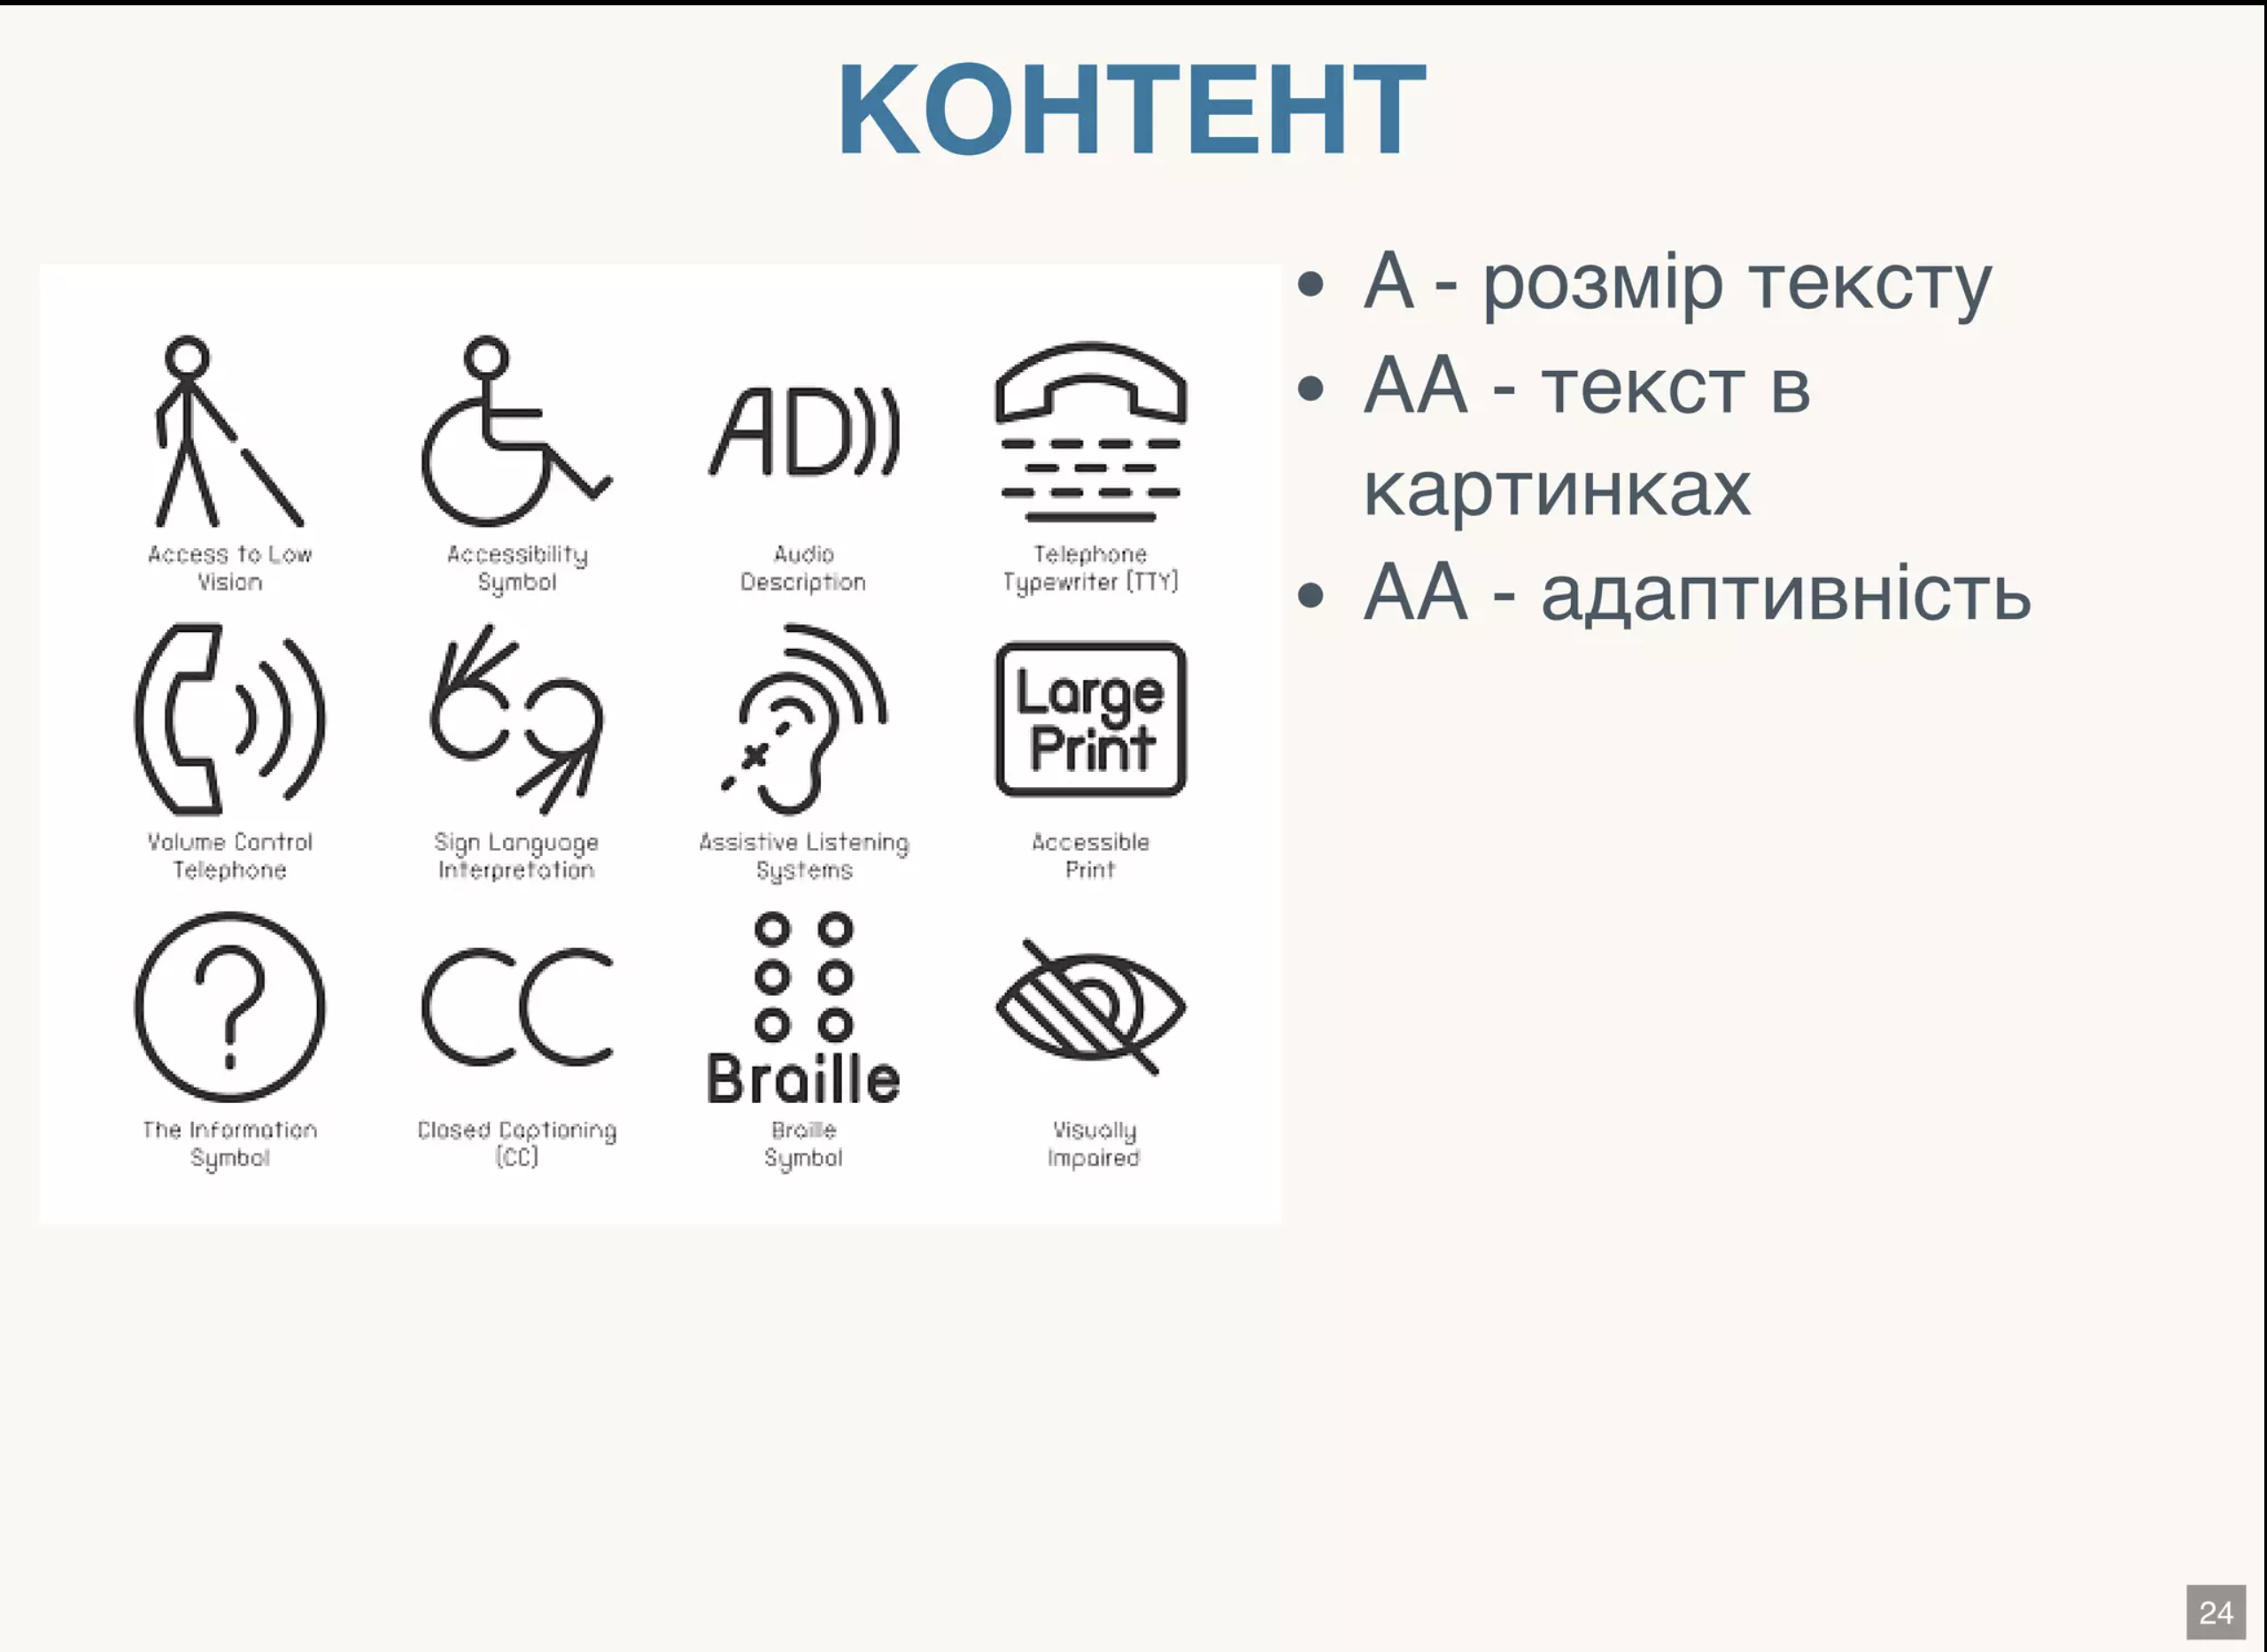 КОНТЕНТ
Access to Low
Vision
Accessibility
Symbol
AD
Audio
Description
Telephone
Typewriter (TTY)
Volume Control
Telephone
Sign Language
Interpretation
Assistive Listening
Systems
Large
Print
Accessible
Print
?
The Information
Symbol
CC
Closed Captioning
(CC)
Braille
Braille
Symbol
Visually
Impaired
• А - розмір тексту
• АА - текст в
картинках
• АА - адаптивність
24